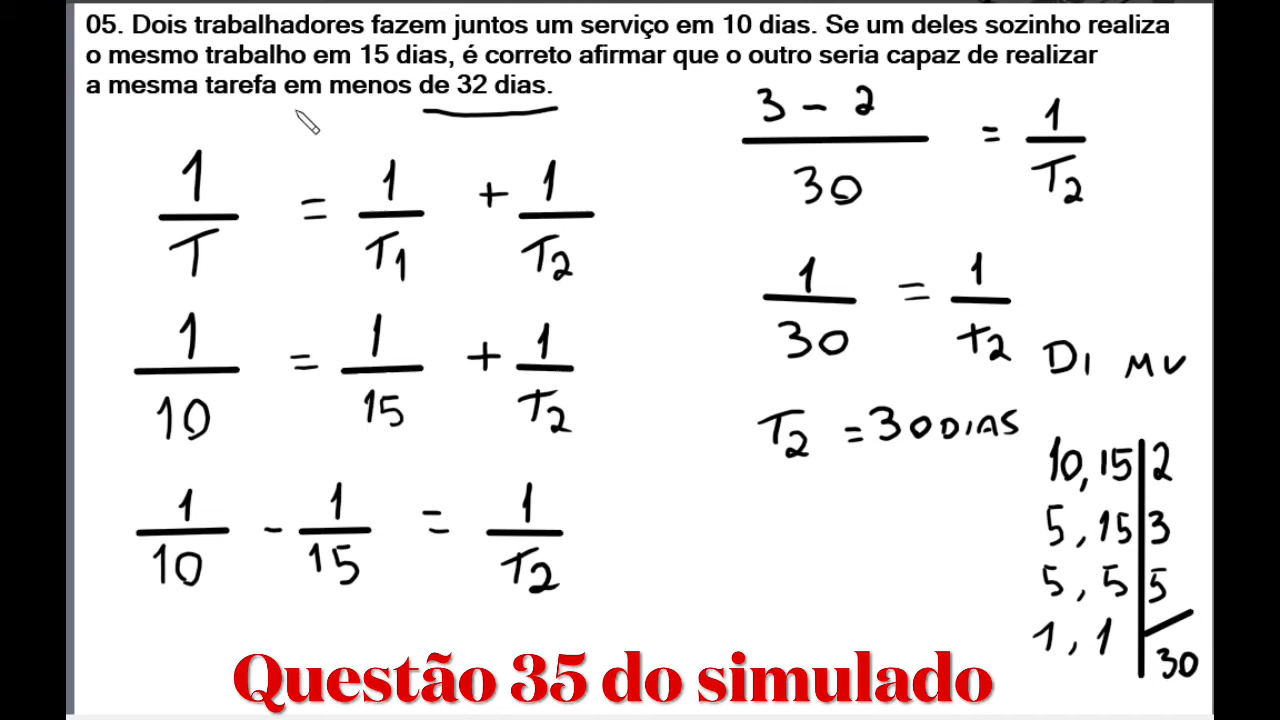 05. Dois trabalhadores fazem juntos um serviço em 10 dias. Se um deles sozinho realiza
o mesmo trabalho em 15 dias, é correto afirmar que o outro seria capaz de realizar
a mesma tarefa em menos de 32 dias.
1/T = 1/T1 + 1/T2
1/10 = 1/15 + 1/T2
1/10 - 1/15 = 1/T2
3 - 2/30 = 1/T2
1/30 = 1/T2
T2 = 30 DIAS
DI MU
10, 15 | 2
5, 15 | 3
5, 5 | 5
1, 1 | 30
Questão 35 do simulado